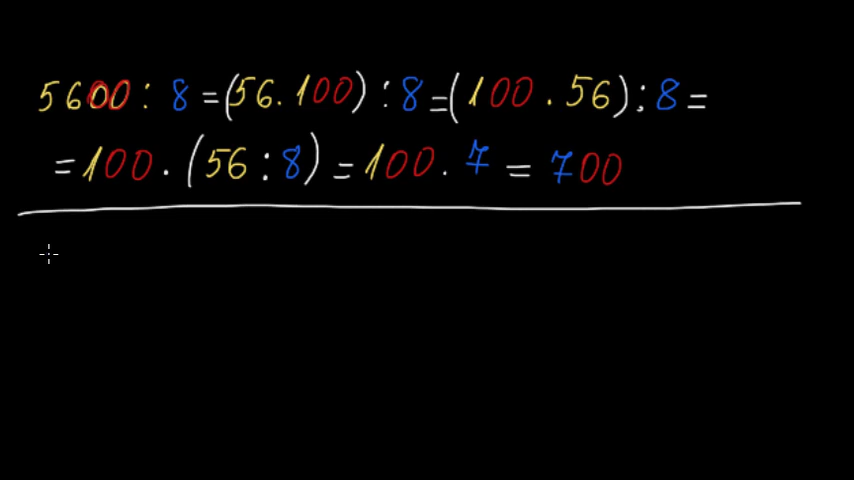 5600 : 8 = (56.100) : 8 = (100.56) : 8 =
= 100 . (56 : 8) = 100 . 7 = 700